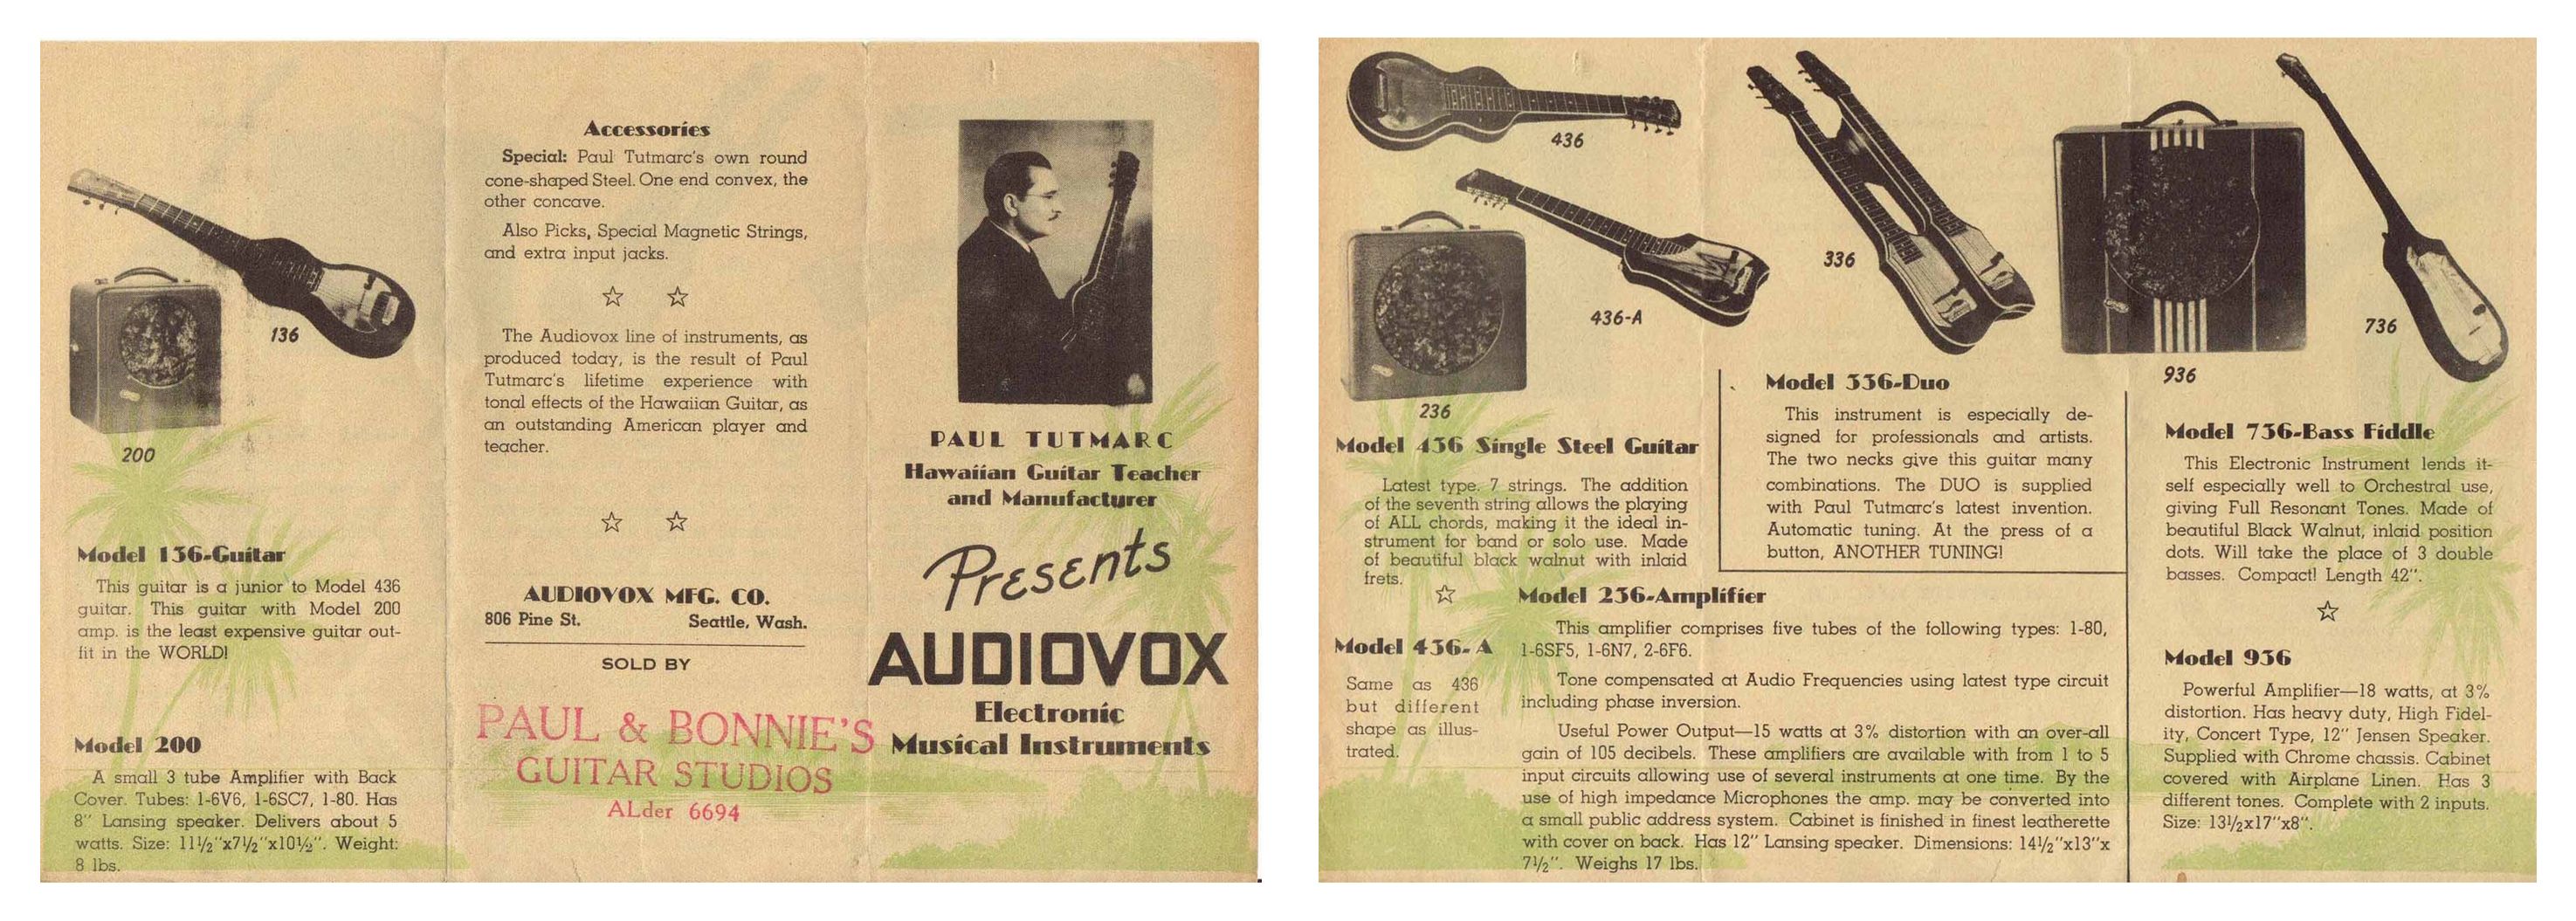 136
200
Model 136-Guitar
This guitar is a junior to Model 436
guitar. This guitar with Model 200
amp. is the least expensive guitar out-
fit in the WORLD!
Model 200
A small 3 tube Amplifier with Back
Cover. Tubes: 1-6V6, 1-6SC7, 1-80. Has
8" Lansing speaker. Delivers about 5
watts. Size: 11½"x7½"x10½". Weight:
8 lbs.
Accessories
Special: Paul Tutmarc's own round
cone-shaped Steel. One end convex, the
other concave.
Also Picks, Special Magnetic Strings,
and extra input jacks.
☆ ☆
The Audiovox line of instruments, as
produced today, is the result of Paul
Tutmarc's lifetime experience with
tonal effects of the Hawaiian Guitar, as
an outstanding American player and
teacher.
☆ ☆
AUDIOVOX MFG. CO.
806 Pine St. Seattle, Wash.
SOLD BY
PAUL & BONNIE'S
GUITAR STUDIOS
ALder 6694
PAUL TUTMARC
Hawaiian Guitar Teacher
and Manufacturer
Presents
AUDIOVOX
Electronic
Musical Instruments
436
436-A
236
336
936
736
Model 436 Single Steel Guitar
Latest type. 7 strings. The addition
of the seventh string allows the playing
of ALL chords, making it the ideal in-
strument for band or solo use. Made
of beautiful black walnut with inlaid
frets.
☆
Model 436-A
Same as 436
but different
shape as illus-
trated.
Model 336-Duo
This instrument is especially de-
signed for professionals and artists.
The two necks give this guitar many
combinations. The DUO is supplied
with Paul Tutmarc's latest invention.
Automatic tuning. At the press of a
button, ANOTHER TUNING!
Model 236-Amplifier
This amplifier comprises five tubes of the following types: 1-80,
1-6SF5, 1-6N7, 2-6F6.
Tone compensated at Audio Frequencies using latest type circuit
including phase inversion.
Useful Power Output—15 watts at 3% distortion with an over-all
gain of 105 decibels. These amplifiers are available with from 1 to 5
input circuits allowing use of several instruments at one time. By the
use of high impedance Microphones the amp. may be converted into
a small public address system. Cabinet is finished in finest leatherette
with cover on back. Has 12" Lansing speaker. Dimensions: 14½"x13"x
7½". Weighs 17 lbs.
Model 736-Bass Fiddle
This Electronic Instrument lends it-
self especially well to Orchestral use,
giving Full Resonant Tones. Made of
beautiful Black Walnut, inlaid position
dots. Will take the place of 3 double
basses. Compact! Length 42".
☆
Model 936
Powerful Amplifier—18 watts, at 3%
distortion. Has heavy duty, High Fidel-
ity, Concert Type, 12" Jensen Speaker.
Supplied with Chrome chassis. Cabinet
covered with Airplane Linen. Has 3
different tones. Complete with 2 inputs.
Size: 13½x17"x8".